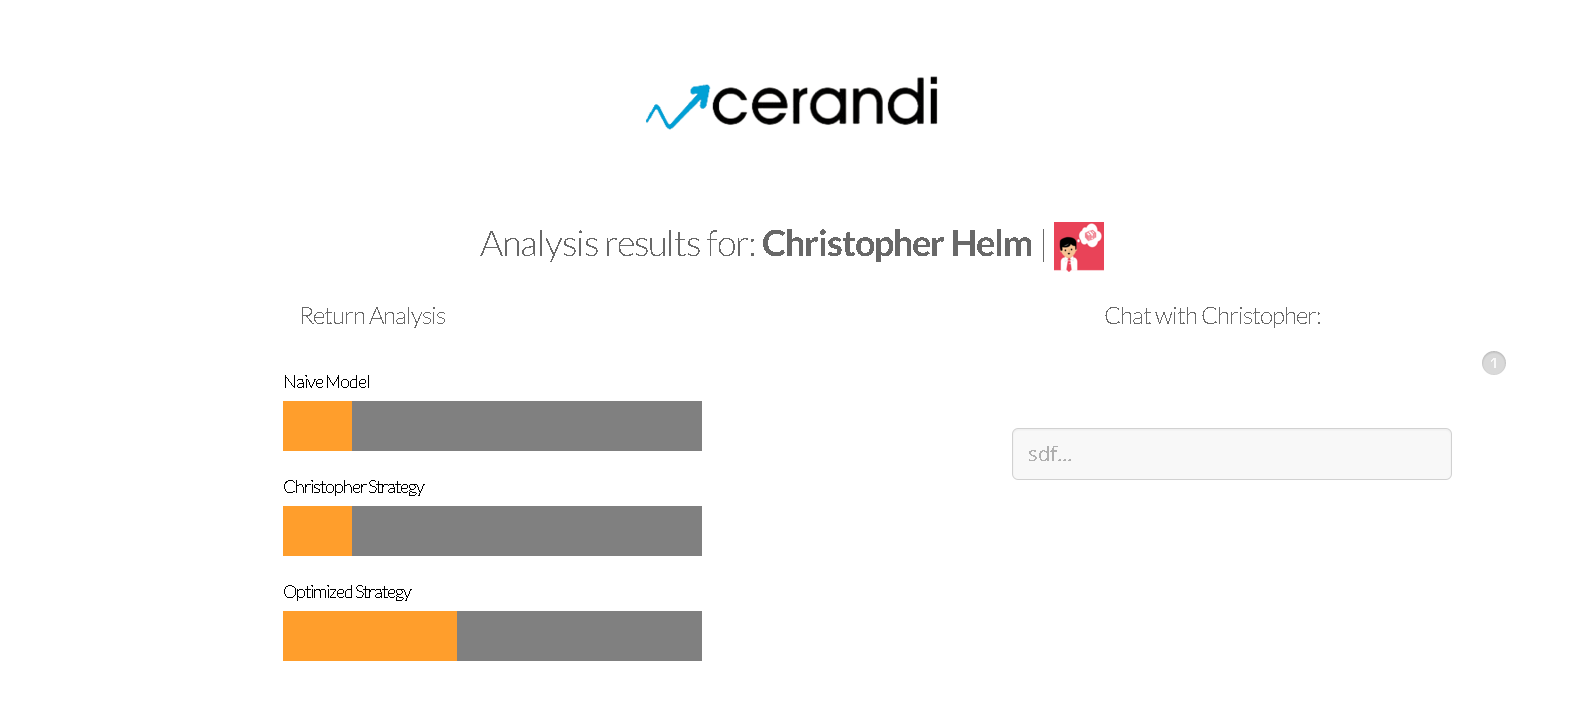 cerandi
Analysis results for: Christopher Helm |
Return Analysis
Chat with Christopher:
1
Naive Model
sdf...
Christopher Strategy
Optimized Strategy